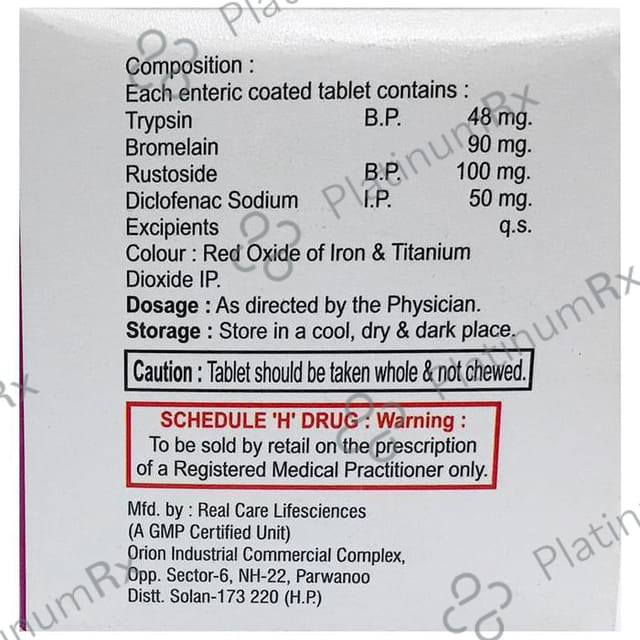 Composition :
Each enteric coated tablet contains :
Trypsin B.P. 48 mg.
Bromelain 90 mg.
Rustoside B.P. 100 mg.
Diclofenac Sodium I.P. 50 mg.
Excipients q.s.
Colour : Red Oxide of Iron & Titanium
Dioxide IP.
Dosage : As directed by the Physician.
Storage : Store in a cool, dry & dark place.
Caution : Tablet should be taken whole & not chewed.
SCHEDULE 'H' DRUG : Warning :
To be sold by retail on the prescription
of a Registered Medical Practitioner only.
Mfd. by : Real Care Lifesciences
(A GMP Certified Unit)
Orion Industrial Commercial Complex,
Opp. Sector-6, NH-22, Parwanoo
Distt. Solan-173 220 (H.P.)
PlatinumRx
PlatinumRx
PlatinumRx